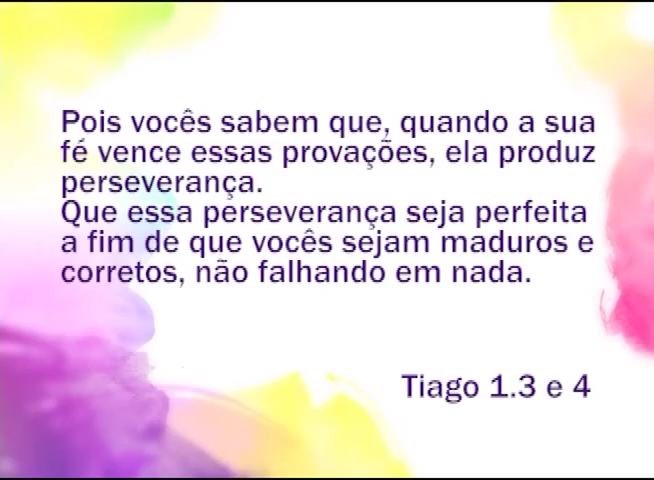 Pois vocês sabem que, quando a sua
fé vence essas provações, ela produz
perseverança.
Que essa perseverança seja perfeita
a fim de que vocês sejam maduros e
corretos, não falhando em nada.
Tiago 1.3 e 4